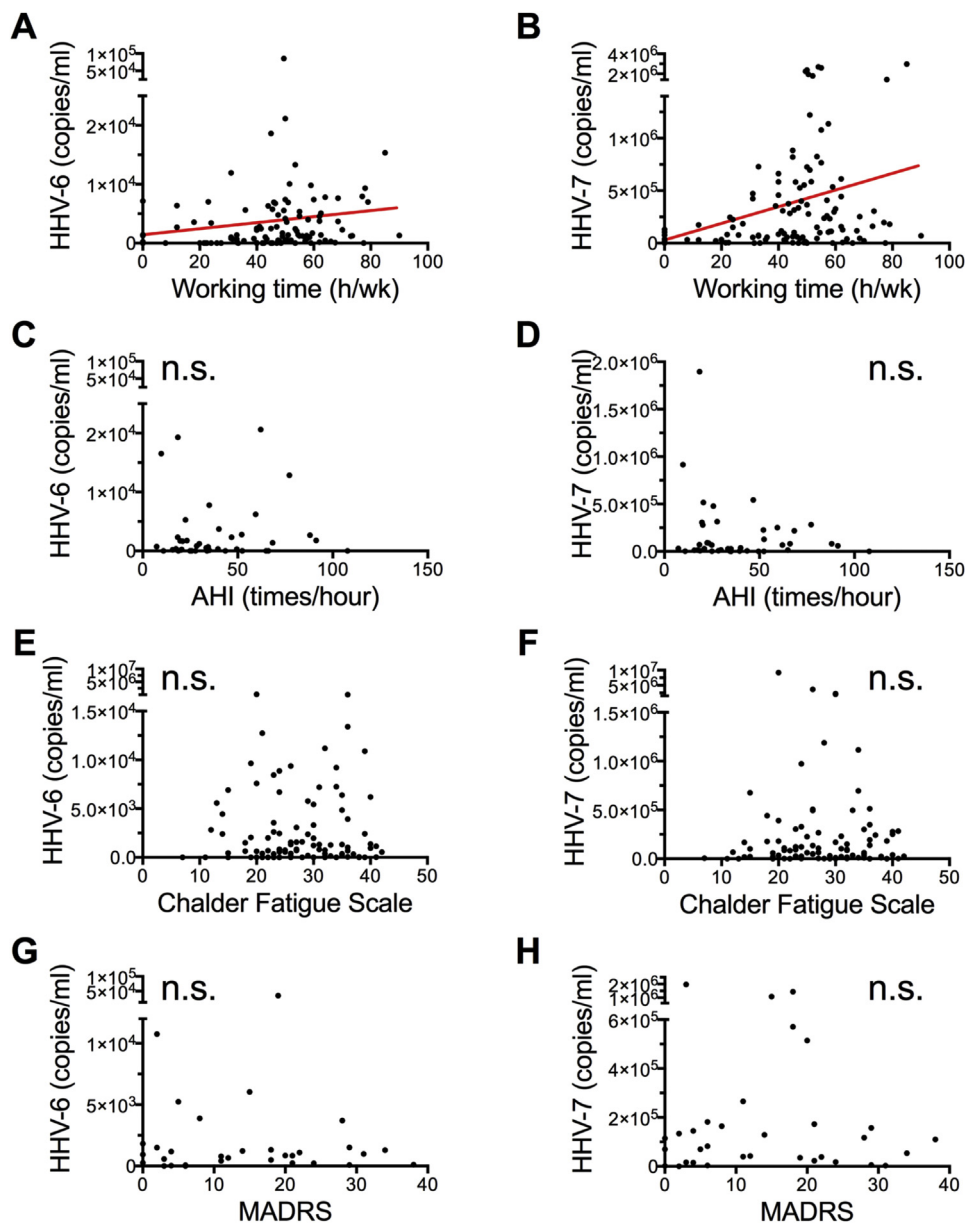 A
HHV-6 (copies/ml)
1×10⁵
5×10⁴
2×10⁴
1×10⁴
0
0 20 40 60 80 100
Working time (h/wk)
B
HHV-7 (copies/ml)
4×10⁶
2×10⁶
1×10⁶
5×10⁵
0
0 20 40 60 80 100
Working time (h/wk)
C
n.s.
HHV-6 (copies/ml)
1×10⁵
5×10⁴
2×10⁴
1×10⁴
0
0 50 100 150
AHI (times/hour)
D
n.s.
HHV-7 (copies/ml)
2.0×10⁶
1.5×10⁶
1.0×10⁶
5.0×10⁵
0.0
0 50 100 150
AHI (times/hour)
E
n.s.
HHV-6 (copies/ml)
1×10⁷
5×10⁶
1.5×10⁴
1.0×10⁴
5.0×10³
0.0
0 10 20 30 40 50
Chalder Fatigue Scale
F
n.s.
HHV-7 (copies/ml)
1×10⁷
5×10⁶
1.5×10⁶
1.0×10⁶
5.0×10⁵
0.0
0 10 20 30 40 50
Chalder Fatigue Scale
G
n.s.
HHV-6 (copies/ml)
1×10⁵
5×10⁴
1×10⁴
5×10³
0
0 10 20 30 40
MADRS
H
n.s.
HHV-7 (copies/ml)
2×10⁶
1×10⁶
6×10⁵
4×10⁵
2×10⁵
0
0 10 20 30 40
MADRS